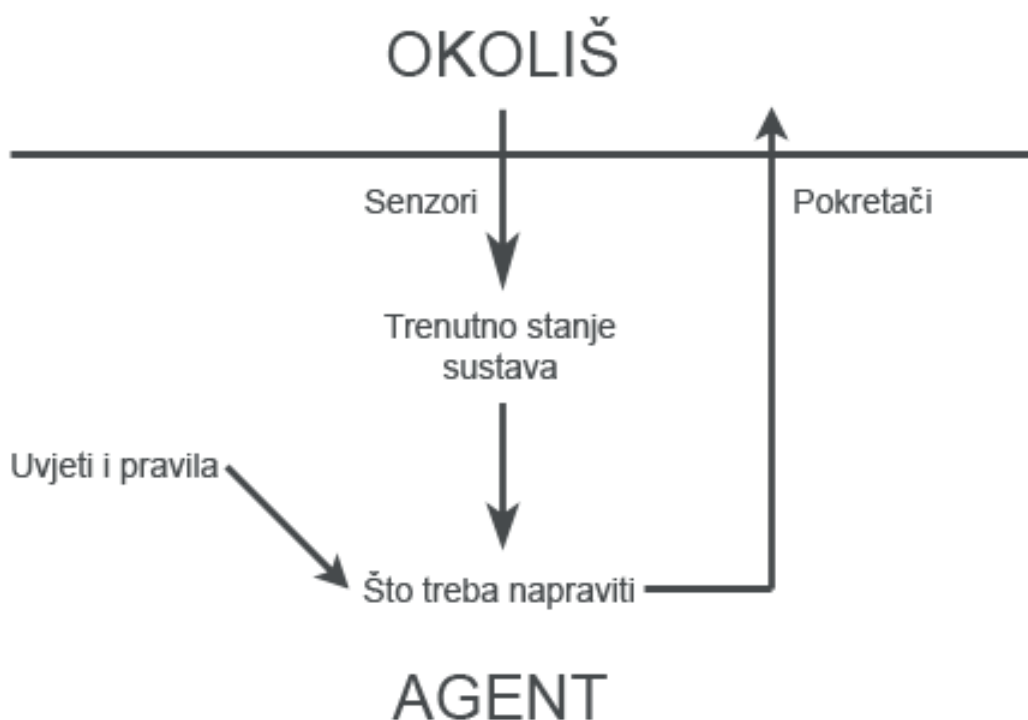 OKOLIŠ
Senzori
Pokretači
Trenutno stanje
sustava
Uvjeti i pravila
Što treba napraviti
AGENT